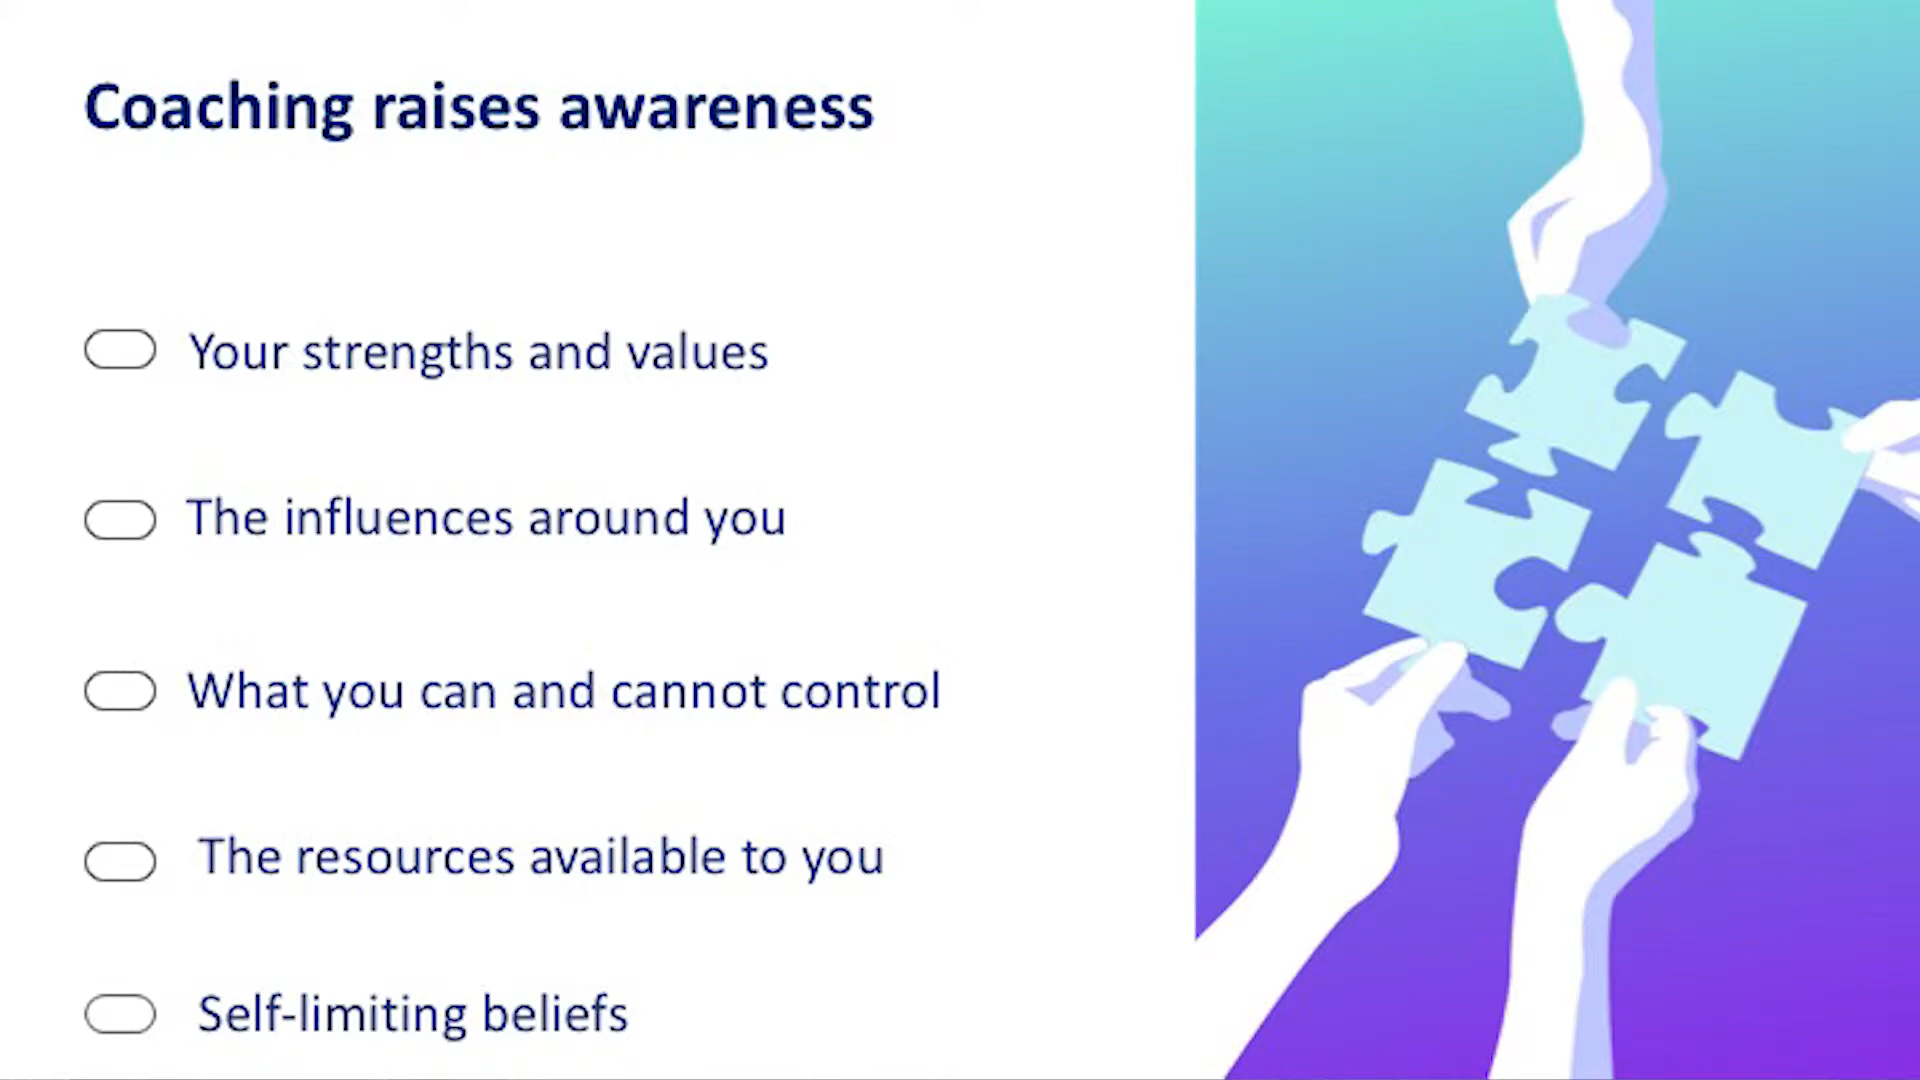 Coaching raises awareness
Your strengths and values
The influences around you
What you can and cannot control
The resources available to you
Self-limiting beliefs